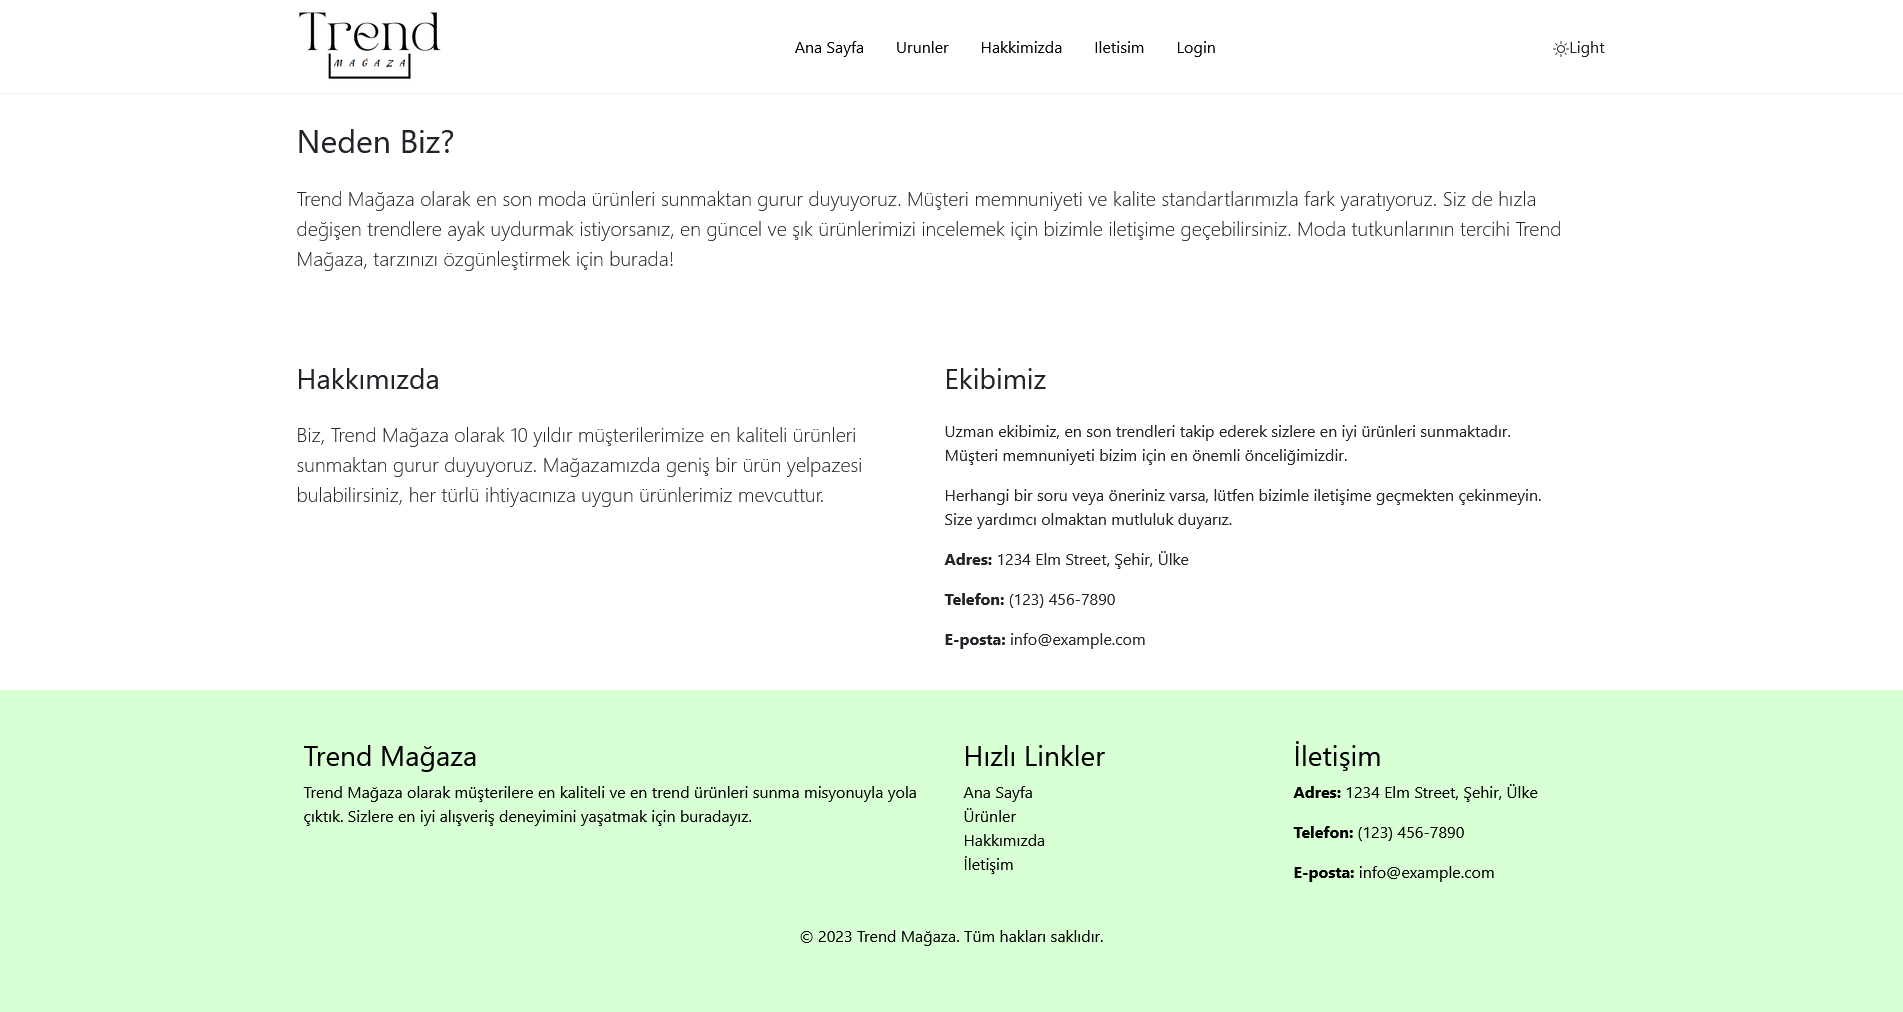 Trend
MAĞAZA
Ana Sayfa Urunler Hakkimizda Iletisim Login
Light
Neden Biz?
Trend Mağaza olarak en son moda ürünleri sunmaktan gurur duyuyoruz. Müşteri memnuniyeti ve kalite standartlarımızla fark yaratıyoruz. Siz de hızla
değişen trendlere ayak uydurmak istiyorsanız, en güncel ve şık ürünlerimizi incelemek için bizimle iletişime geçebilirsiniz. Moda tutkunlarının tercihi Trend
Mağaza, tarzınızı özgünleştirmek için burada!
Hakkımızda
Biz, Trend Mağaza olarak 10 yıldır müşterilerimize en kaliteli ürünleri
sunmaktan gurur duyuyoruz. Mağazamızda geniş bir ürün yelpazesi
bulabilirsiniz, her türlü ihtiyacınıza uygun ürünlerimiz mevcuttur.
Ekibimiz
Uzman ekibimiz, en son trendleri takip ederek sizlere en iyi ürünleri sunmaktadır.
Müşteri memnuniyeti bizim için en önemli önceliğimizdir.
Herhangi bir soru veya öneriniz varsa, lütfen bizimle iletişime geçmekten çekinmeyin.
Size yardımcı olmaktan mutluluk duyarız.
Adres: 1234 Elm Street, Şehir, Ülke
Telefon: (123) 456-7890
E-posta: info@example.com
Trend Mağaza
Trend Mağaza olarak müşterilere en kaliteli ve en trend ürünleri sunma misyonuyla yola
çıktık. Sizlere en iyi alışveriş deneyimini yaşatmak için buradayız.
Hızlı Linkler
Ana Sayfa
Ürünler
Hakkımızda
İletişim
İletişim
Adres: 1234 Elm Street, Şehir, Ülke
Telefon: (123) 456-7890
E-posta: info@example.com
© 2023 Trend Mağaza. Tüm hakları saklıdır.